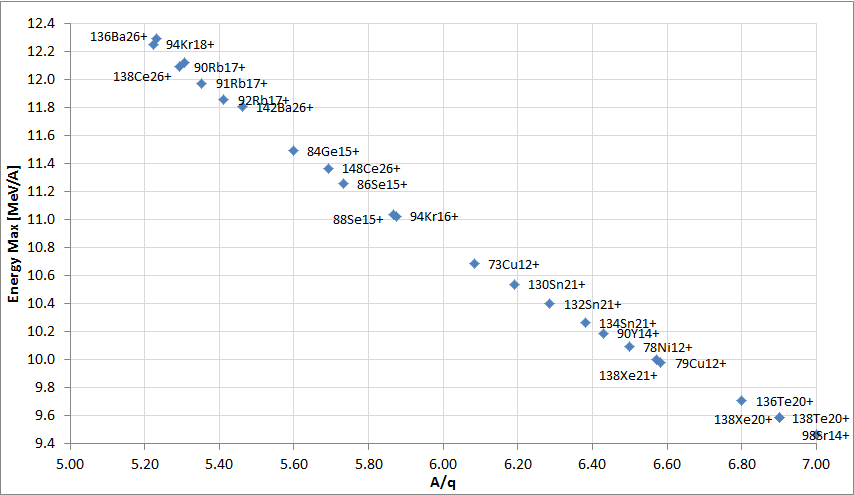 12.4
12.2
12.0
11.8
11.6
11.4
11.2
11.0
10.8
10.6
10.4
10.2
10.0
9.8
9.6
9.4
Energy Max [MeV/A]
136Ba26+
94Kr18+
90Rb17+
138Ce26+
91Rb17+
92Rb17+
142Ba26+
84Ge15+
148Ce26+
86Se15+
88Se15+
94Kr16+
73Cu12+
130Sn21+
132Sn21+
134Sn21+
90Y14+
78Ni12+
79Cu12+
138Xe21+
136Te20+
138Xe20+
138Te20+
98Sr14+
5.00
5.20
5.40
5.60
5.80
6.00
6.20
6.40
6.60
6.80
7.00
A/q